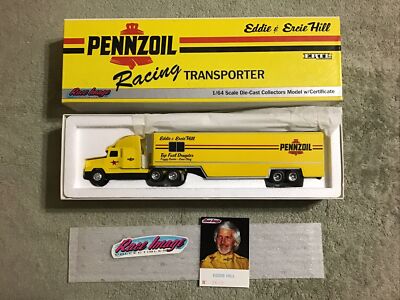 Eddie & Ercie Hill
PENNZOIL
ERTL
Racing TRANSPORTER
Race Image
1/64 Scale Die-Cast Collectors Model w/Certificate
Eddie & Ercie Hill
PENNZOIL
Top Fuel Dragster
Race Image
COLLECTIBLES
EDDIE HILL